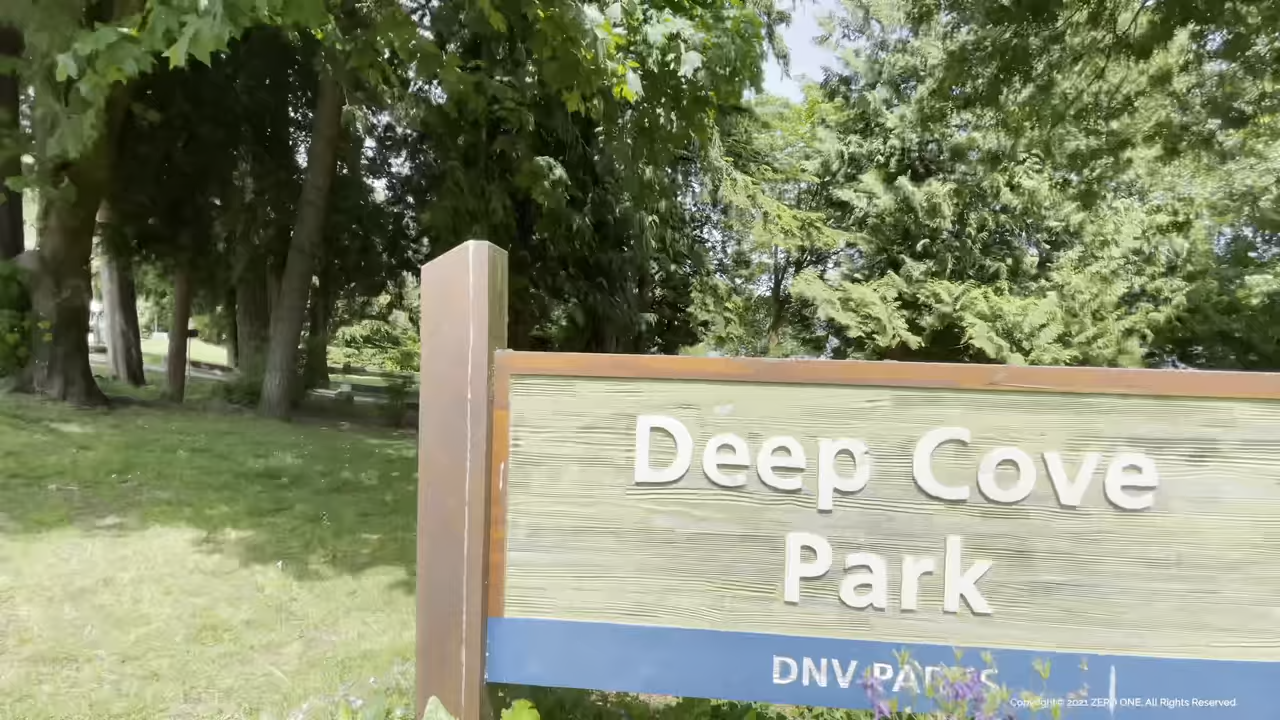 Deep Cove
Park
DNV PARKS
Copyright© 2021 ZERO ONE. All Rights Reserved.